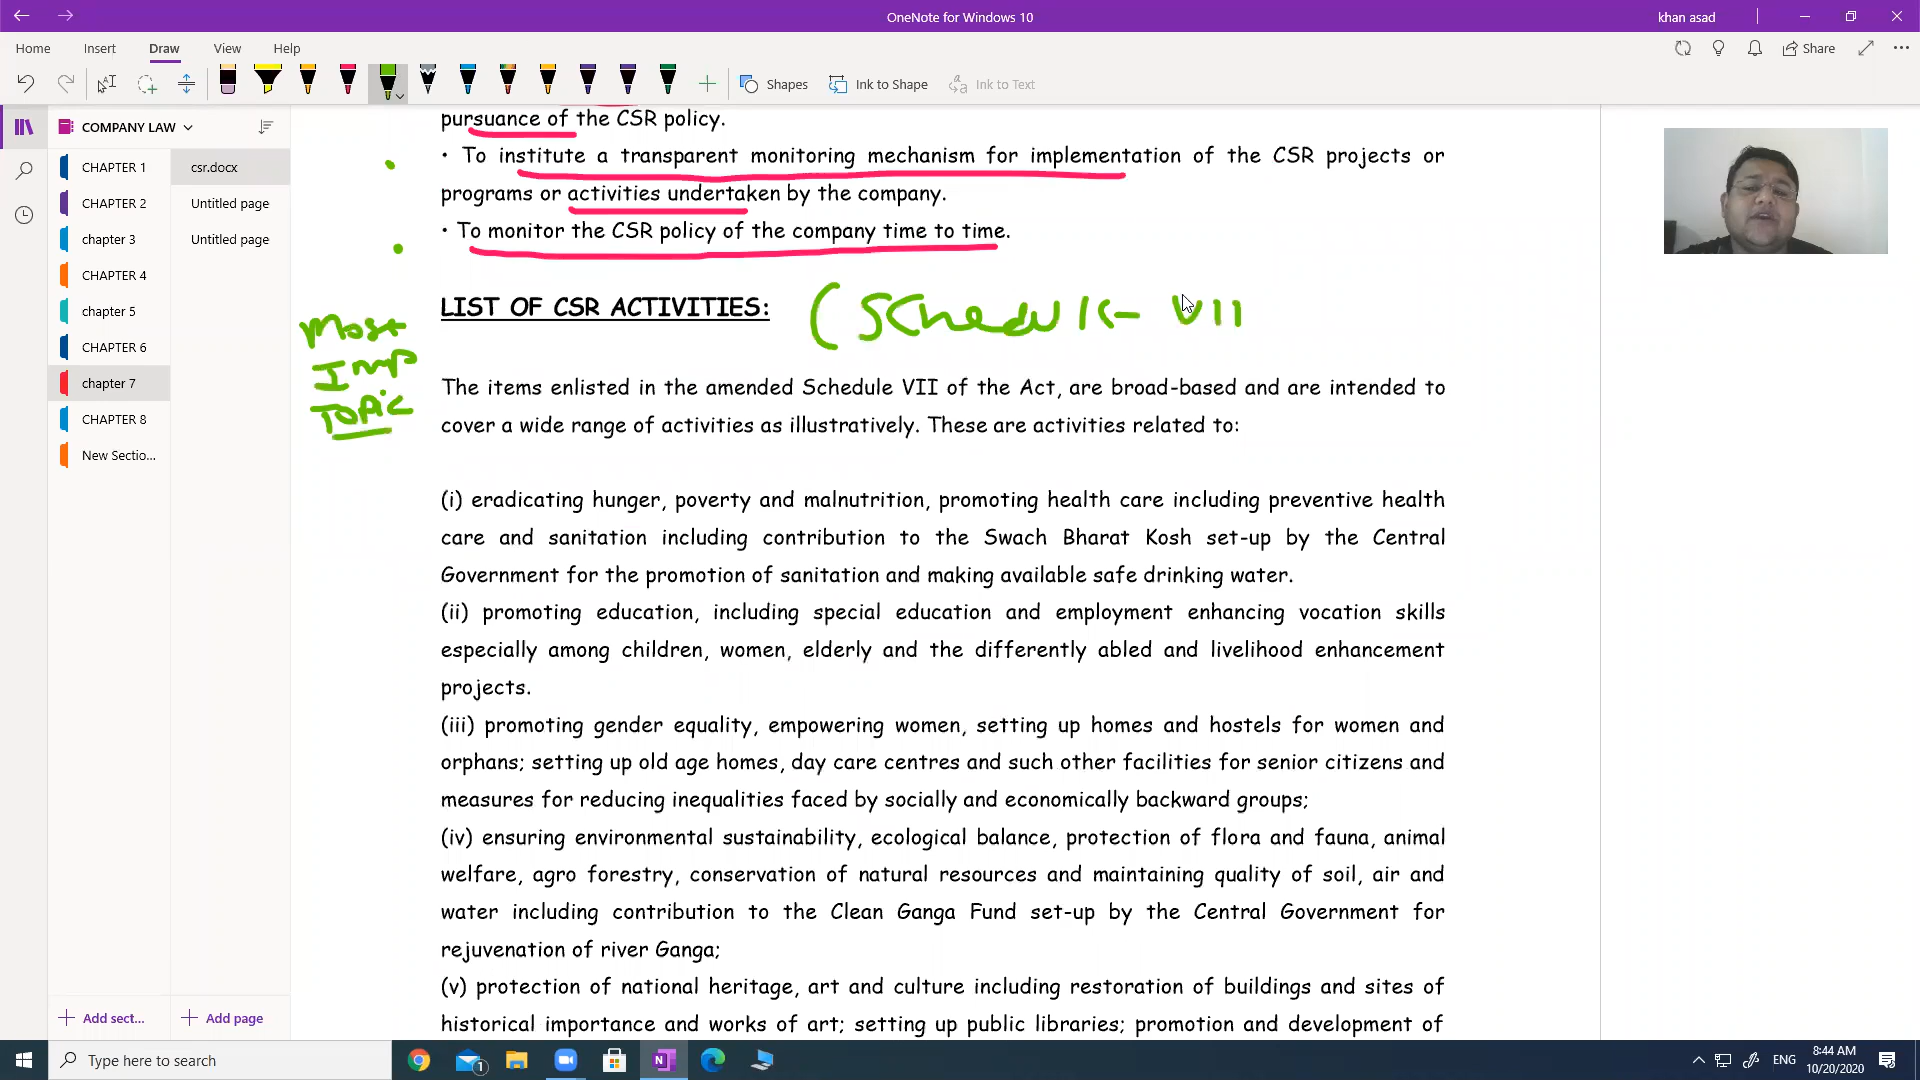 OneNote for Windows 10
khan asad
Home Insert Draw View Help
Share
Shapes Ink to Shape Ink to Text
COMPANY LAW
CHAPTER 1
CHAPTER 2
chapter 3
CHAPTER 4
chapter 5
CHAPTER 6
chapter 7
CHAPTER 8
New Sectio...
csr.docx
Untitled page
Untitled page
pursuance of the CSR policy.
• To institute a transparent monitoring mechanism for implementation of the CSR projects or
programs or activities undertaken by the company.
• To monitor the CSR policy of the company time to time.
LIST OF CSR ACTIVITIES: (Schedule- VII
Most
Imp
Topic
The items enlisted in the amended Schedule VII of the Act, are broad-based and are intended to
cover a wide range of activities as illustratively. These are activities related to:
(i) eradicating hunger, poverty and malnutrition, promoting health care including preventive health
care and sanitation including contribution to the Swach Bharat Kosh set-up by the Central
Government for the promotion of sanitation and making available safe drinking water.
(ii) promoting education, including special education and employment enhancing vocation skills
especially among children, women, elderly and the differently abled and livelihood enhancement
projects.
(iii) promoting gender equality, empowering women, setting up homes and hostels for women and
orphans; setting up old age homes, day care centres and such other facilities for senior citizens and
measures for reducing inequalities faced by socially and economically backward groups;
(iv) ensuring environmental sustainability, ecological balance, protection of flora and fauna, animal
welfare, agro forestry, conservation of natural resources and maintaining quality of soil, air and
water including contribution to the Clean Ganga Fund set-up by the Central Government for
rejuvenation of river Ganga;
(v) protection of national heritage, art and culture including restoration of buildings and sites of
historical importance and works of art; setting up public libraries; promotion and development of
Add sect... Add page
Type here to search
1
ENG
8:44 AM
10/20/2020